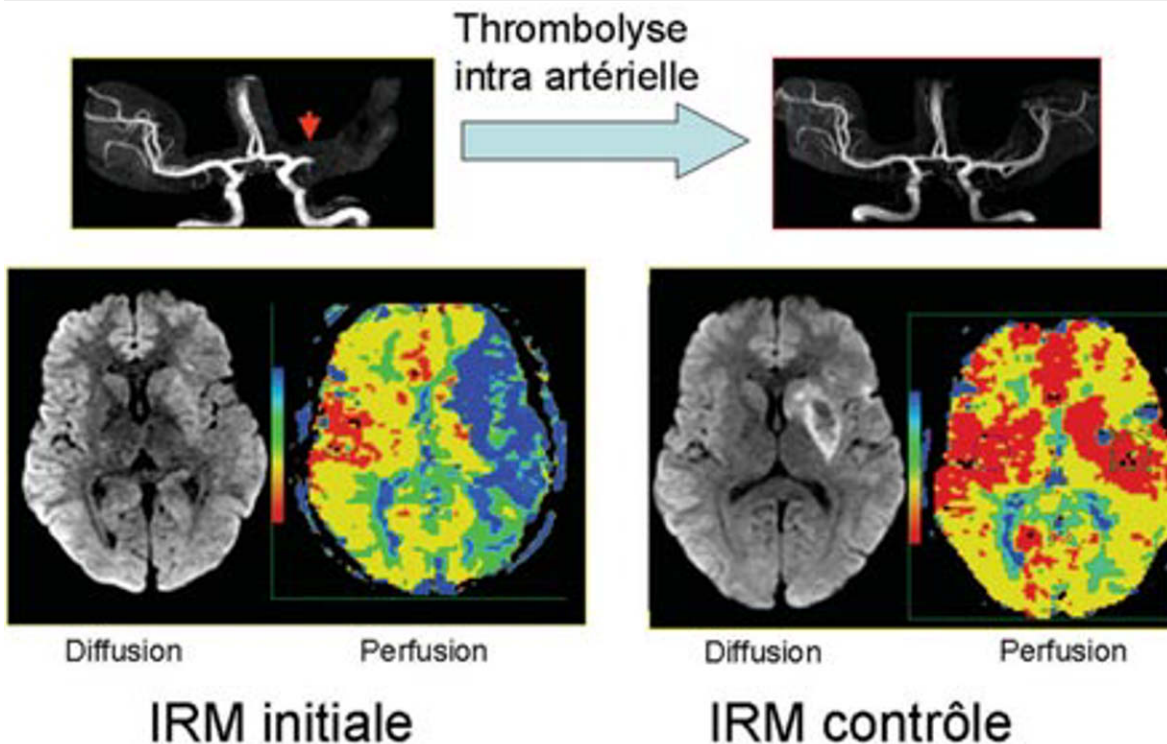 Thrombolyse
intra artérielle
Diffusion
Perfusion
Diffusion
Perfusion
IRM initiale
IRM contrôle